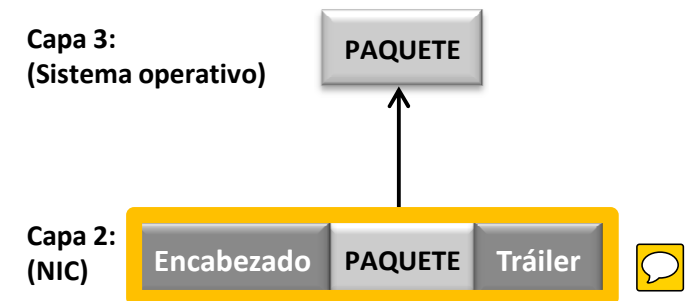 Capa 3:
(Sistema operativo)
PAQUETE
Capa 2:
(NIC)
Encabezado PAQUETE Tráiler